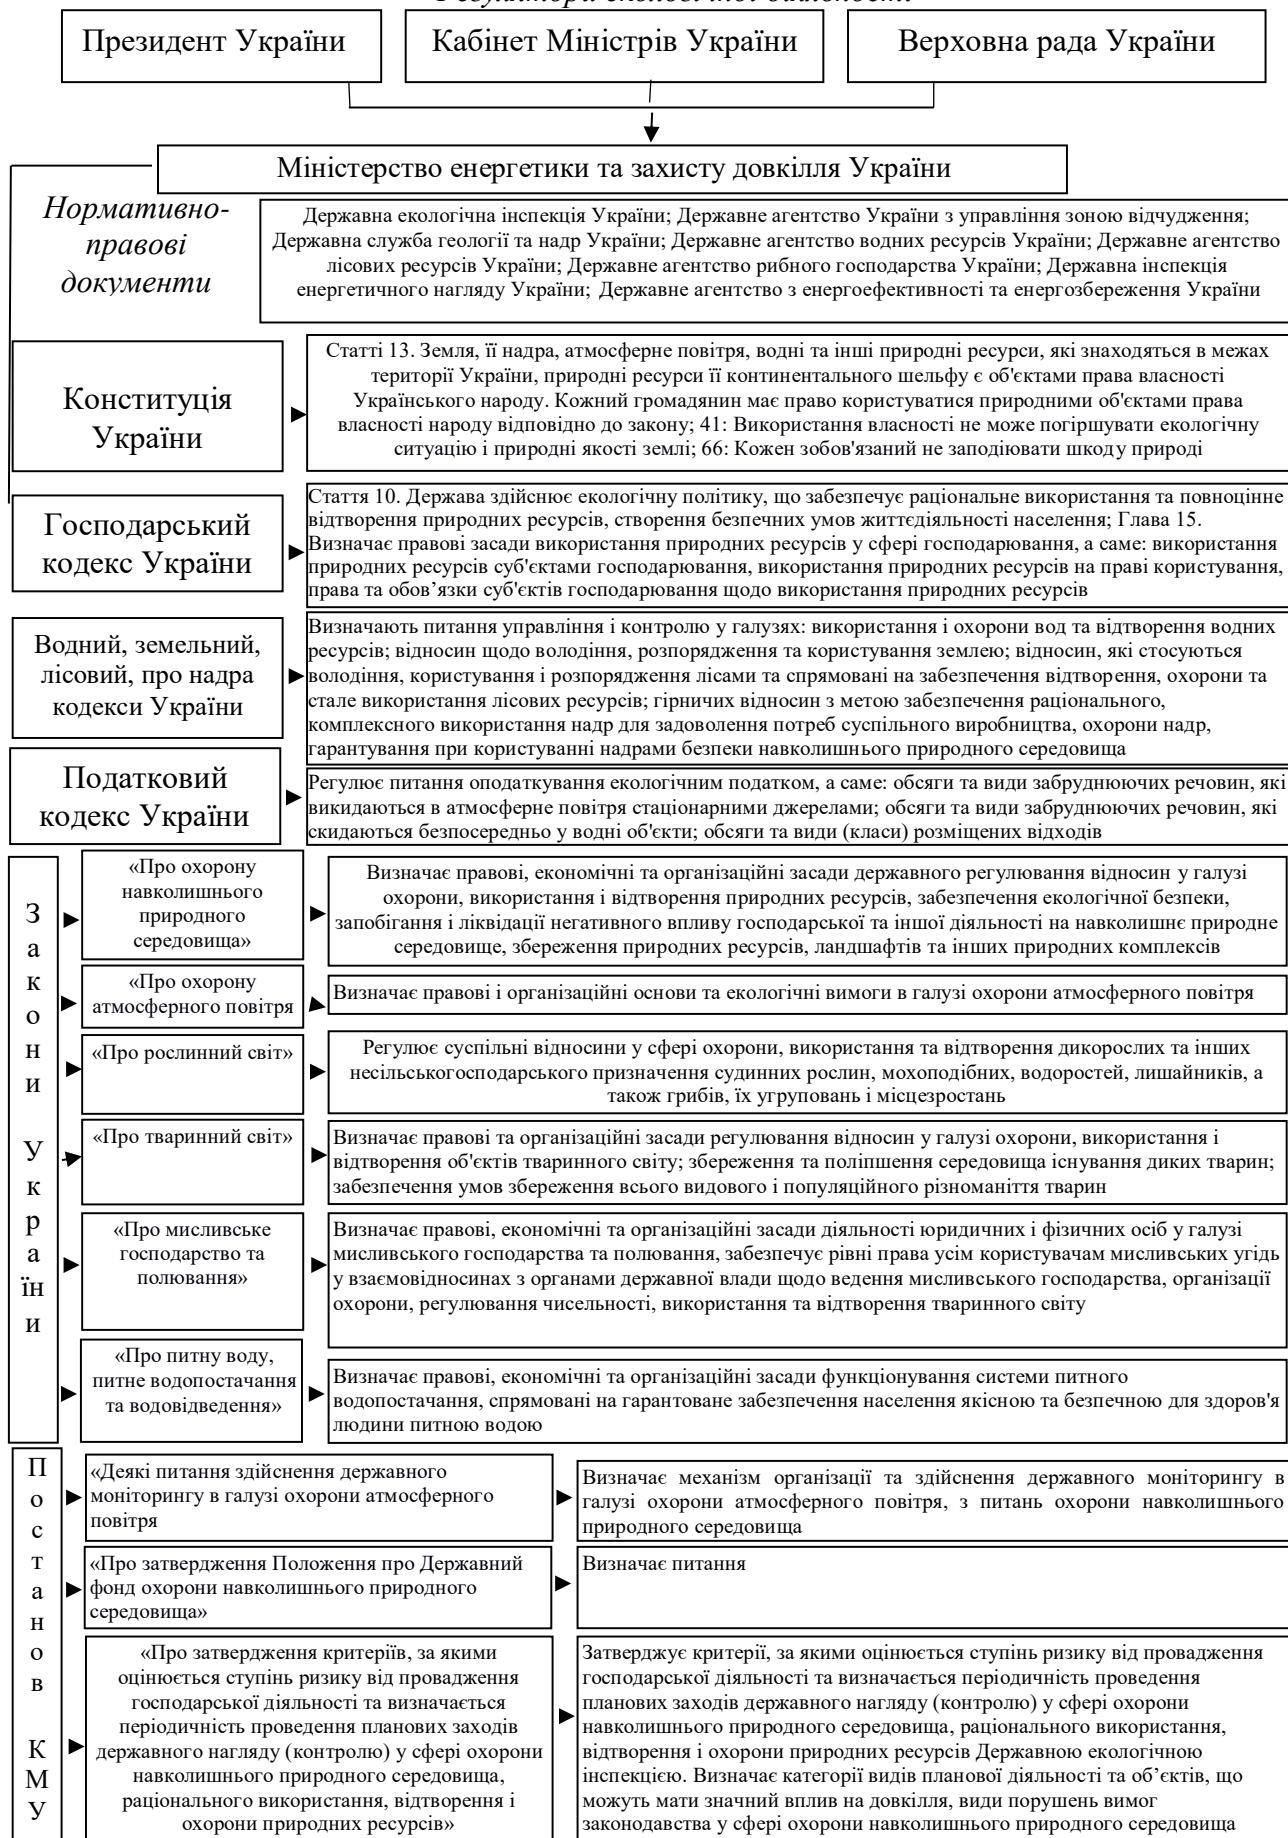 Президент України
Кабінет Міністрів України
Верховна рада України
Міністерство енергетики та захисту довкілля України
Нормативно-
правові
документи
Державна екологічна інспекція України; Державне агентство України з управління зоною відчудження;
Державна служба геології та надр України; Державне агентство водних ресурсів України; Державне агентство
лісових ресурсів України; Державне агентство рибного господарства України; Державна інспекція
енергетичного нагляду України; Державне агентство з енергоефективності та енергозбереження України
Конституція
України
Статті 13. Земля, її надра, атмосферне повітря, водні та інші природні ресурси, які знаходяться в межах
території України, природні ресурси її континентального шельфу є об'єктами права власності
Українського народу. Кожний громадянин має право користуватися природними об'єктами права
власності народу відповідно до закону; 41: Використання власності не може погіршувати екологічну
ситуацію і природні якості землі; 66: Кожен зобов'язаний не заподіювати шкоду природі
Господарський
кодекс України
Стаття 10. Держава здійснює екологічну політику, що забезпечує раціональне використання та повноцінне
відтворення природних ресурсів, створення безпечних умов життєдіяльності населення; Глава 15.
Визначає правові засади використання природних ресурсів у сфері господарювання, а саме: використання
природних ресурсів суб'єктами господарювання, використання природних ресурсів на праві користування,
права та обов’язки суб'єктів господарювання щодо використання природних ресурсів
Водний, земельний,
лісовий, про надра
кодекси України
Визначають питання управління і контролю у галузях: використання і охорони вод та відтворення водних
ресурсів; відносин щодо володіння, розпорядження та користування землею; відносин, які стосуються
володіння, користування і розпорядження лісами та спрямовані на забезпечення відтворення, охорони та
стале використання лісових ресурсів; гірничих відносин з метою забезпечення раціонального,
комплексного використання надр для задоволення потреб суспільного виробництва, охорони надр,
гарантування при користуванні надрами безпеки навколишнього природного середовища
Податковий
кодекс України
Регулює питання оподаткування екологічним податком, а саме: обсяги та види забруднюючих речовин, які
викидаються в атмосферне повітря стаціонарними джерелами; обсяги та види забруднюючих речовин, які
скидаються безпосередньо у водні об'єкти; обсяги та види (класи) розміщених відходів
З
а
к
о
н
и
У
к
р
а
їн
и
«Про охорону
навколишнього
природного
середовища»
Визначає правові, економічні та організаційні засади державного регулювання відносин у галузі
охорони, використання і відтворення природних ресурсів, забезпечення екологічної безпеки,
запобігання і ліквідації негативного впливу господарської та іншої діяльності на навколишнє природне
середовище, збереження природних ресурсів, ландшафтів та інших природних комплексів
«Про охорону
атмосферного повітря
Визначає правові і організаційні основи та екологічні вимоги в галузі охорони атмосферного повітря
«Про рослинний світ»
Регулює суспільні відносини у сфері охорони, використання та відтворення дикорослих та інших
несільськогосподарського призначення судинних рослин, мохоподібних, водоростей, лишайників, а
також грибів, їх угруповань і місцезростань
«Про тваринний світ»
Визначає правові та організаційні засади регулювання відносин у галузі охорони, використання і
відтворення об'єктів тваринного світу; збереження та поліпшення середовища існування диких тварин;
забезпечення умов збереження всього видового і популяційного різноманіття тварин
«Про мисливське
господарство та
полювання»
Визначає правові, економічні та організаційні засади діяльності юридичних і фізичних осіб у галузі
мисливського господарства та полювання, забезпечує рівні права усім користувачам мисливських угідь
у взаємовідносинах з органами державної влади щодо ведення мисливського господарства, організації
охорони, регулювання чисельності, використання та відтворення тваринного світу
«Про питну воду,
питне водопостачання
та водовідведення»
Визначає правові, економічні та організаційні засади функціонування системи питного
водопостачання, спрямовані на гарантоване забезпечення населення якісною та безпечною для здоров'я
людини питною водою
П
о
с
т
а
н
о
в
К
М
У
«Деякі питання здійснення державного
моніторингу в галузі охорони атмосферного
повітря
Визначає механізм організації та здійснення державного моніторингу в
галузі охорони атмосферного повітря, з питань охорони навколишнього
природного середовища
«Про затвердження Положення про Державний
фонд охорони навколишнього природного
середовища»
Визначає питання
«Про затвердження критеріїв, за якими
оцінюється ступінь ризику від провадження
господарської діяльності та визначається
періодичність проведення планових заходів
державного нагляду (контролю) у сфері охорони
навколишнього природного середовища,
раціонального використання, відтворення і
охорони природних ресурсів»
Затверджує критерії, за якими оцінюється ступінь ризику від провадження
господарської діяльності та визначається періодичність проведення
планових заходів державного нагляду (контролю) у сфері охорони
навколишнього природного середовища, раціонального використання,
відтворення і охорони природних ресурсів Державною екологічною
інспекцією. Визначає категорії видів планової діяльності та об’єктів, що
можуть мати значний вплив на довкілля, види порушень вимог
законодавства у сфері охорони навколишнього природного середовища